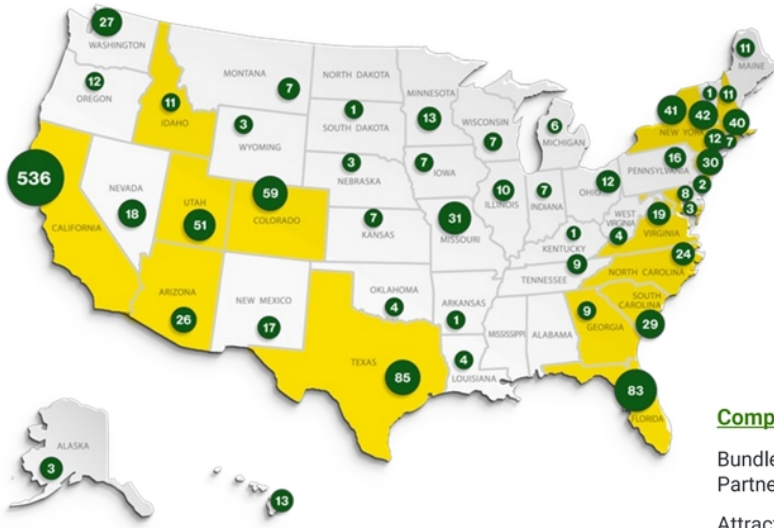 27
WASHINGTON
11
MAINE
12
OREGON
MONTANA
7
NORTH DAKOTA
MINNESOTA
13
11
IDAHO
1
SOUTH DAKOTA
WISCONSIN
7
6
MICHIGAN
41
1
11
42
40
NEW YORK
12
7
3
WYOMING
3
NEBRASKA
7
IOWA
16
PENNSYLVANIA
30
536
NEVADA
18
UTAH
51
59
COLORADO
10
ILLINOIS
7
INDIANA
12
OHIO
2
8
3
CALIFORNIA
7
KANSAS
31
MISSOURI
1
KENTUCKY
WEST
VIRGINIA
4
19
VIRGINIA
ARIZONA
26
NEW MEXICO
17
OKLAHOMA
4
ARKANSAS
1
9
TENNESSEE
24
NORTH CAROLINA
SOUTH
CAROLINA
29
TEXAS
85
4
LOUISIANA
MISSISSIPPI
ALABAMA
9
GEORGIA
83
FLORIDA
ALASKA
3
13
Comp
Bundle
Partne
Attract